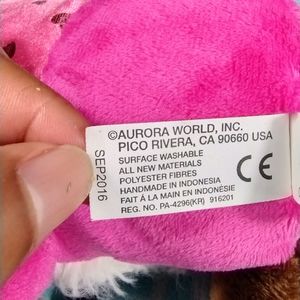 ©AURORA WORLD, INC.
PICO RIVERA, CA 90660 USA
SURFACE WASHABLE
ALL NEW MATERIALS
POLYESTER FIBRES
HANDMADE IN INDONESIA
FAIT À LA MAIN EN INDONÉSIE
REG. NO. PA-4296(KR) 916201
CE
SEP2016